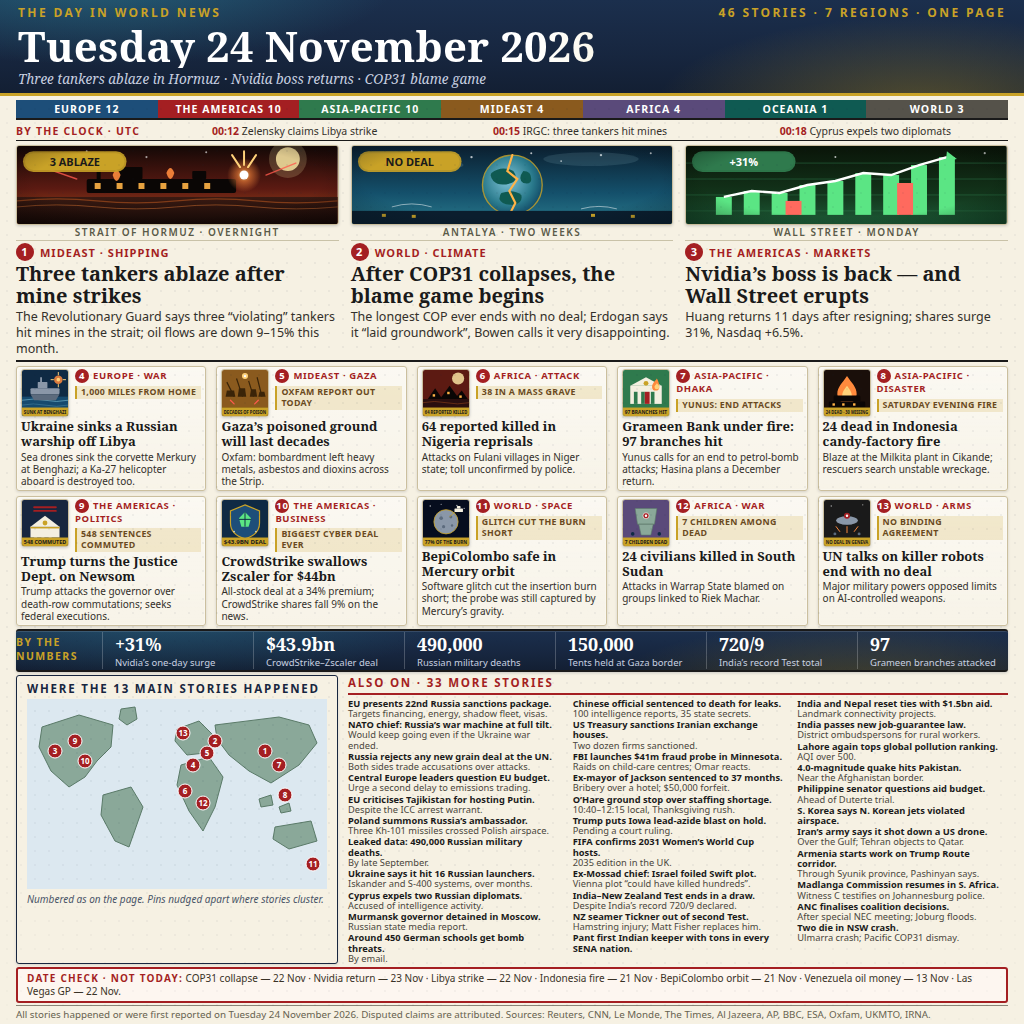 THE DAY IN WORLD NEWS
46 STORIES · 7 REGIONS · ONE PAGE
Tuesday 24 November 2026
Three tankers ablaze in Hormuz · Nvidia boss returns · COP31 blame game
EUROPE 12
THE AMERICAS 10
ASIA-PACIFIC 10
MIDEAST 4
AFRICA 4
OCEANIA 1
WORLD 3
BY THE CLOCK · UTC
00:12 Zelensky claims Libya strike
00:15 IRGC: three tankers hit mines
00:18 Cyprus expels two diplomats
3 ABLAZE
STRAIT OF HORMUZ · OVERNIGHT
1 MIDEAST · SHIPPING
Three tankers ablaze after
mine strikes
The Revolutionary Guard says three “violating” tankers
hit mines in the strait; oil flows are down 9–15% this
month.
NO DEAL
ANTALYA · TWO WEEKS
2 WORLD · CLIMATE
After COP31 collapses, the
blame game begins
The longest COP ever ends with no deal; Erdogan says
it “laid groundwork”, Bowen calls it very disappointing.
+31%
WALL STREET · MONDAY
3 THE AMERICAS · MARKETS
Nvidia’s boss is back — and
Wall Street erupts
Huang returns 11 days after resigning; shares surge
31%, Nasdaq +6.5%.
SUNK AT BENGHAZI
4 EUROPE · WAR
1,000 MILES FROM HOME
Ukraine sinks a Russian
warship off Libya
Sea drones sink the corvette Merkury
at Benghazi; a Ka-27 helicopter
aboard is destroyed too.
DECADES OF POISON
5 MIDEAST · GAZA
OXFAM REPORT OUT
TODAY
Gaza’s poisoned ground
will last decades
Oxfam: bombardment left heavy
metals, asbestos and dioxins across
the Strip.
64 REPORTED KILLED
6 AFRICA · ATTACK
38 IN A MASS GRAVE
64 reported killed in
Nigeria reprisals
Attacks on Fulani villages in Niger
state; toll unconfirmed by police.
97 BRANCHES HIT
7 ASIA-PACIFIC ·
DHAKA
YUNUS: END ATTACKS
Grameen Bank under fire:
97 branches hit
Yunus calls for an end to petrol-bomb
attacks; Hasina plans a December
return.
24 DEAD · 30 MISSING
8 ASIA-PACIFIC ·
DISASTER
SATURDAY EVENING FIRE
24 dead in Indonesia
candy-factory fire
Blaze at the Milkita plant in Cikande;
rescuers search unstable wreckage.
548 COMMUTED
9 THE AMERICAS ·
POLITICS
548 SENTENCES
COMMUTED
Trump turns the Justice
Dept. on Newsom
Trump attacks the governor over
death-row commutations; seeks
federal executions.
$43.9BN DEAL
10 THE AMERICAS ·
BUSINESS
BIGGEST CYBER DEAL
EVER
CrowdStrike swallows
Zscaler for $44bn
All-stock deal at a 34% premium;
CrowdStrike shares fall 9% on the
news.
77% OF THE BURN
11 WORLD · SPACE
GLITCH CUT THE BURN
SHORT
BepiColombo safe in
Mercury orbit
Software glitch cut the insertion burn
short; the probe was still captured by
Mercury’s gravity.
7 CHILDREN DEAD
12 AFRICA · WAR
7 CHILDREN AMONG
DEAD
24 civilians killed in South
Sudan
Attacks in Warrap State blamed on
groups linked to Riek Machar.
NO DEAL IN GENEVA
13 WORLD · ARMS
NO BINDING
AGREEMENT
UN talks on killer robots
end with no deal
Major military powers opposed limits
on AI-controlled weapons.
BY THE
NUMBERS
+31%
Nvidia’s one-day surge
$43.9bn
CrowdStrike–Zscaler deal
490,000
Russian military deaths
150,000
Tents held at Gaza border
720/9
India’s record Test total
97
Grameen branches attacked
WHERE THE 13 MAIN STORIES HAPPENED
3
9
10
13
2
5
4
6
12
1
7
8
11
Numbered as on the page. Pins nudged apart where stories cluster.
ALSO ON · 33 MORE STORIES
EU presents 22nd Russia sanctions package.
Targets financing, energy, shadow fleet, visas.
NATO chief: Russia’s war machine at full tilt.
Would keep going even if the Ukraine war
ended.
Russia rejects any new grain deal at the UN.
Both sides trade accusations over attacks.
Central Europe leaders question EU budget.
Urge a second delay to emissions trading.
EU criticises Tajikistan for hosting Putin.
Despite the ICC arrest warrant.
Poland summons Russia’s ambassador.
Three Kh-101 missiles crossed Polish airspace.
Leaked data: 490,000 Russian military
deaths.
By late September.
Ukraine says it hit 16 Russian launchers.
Iskander and S-400 systems, over months.
Cyprus expels two Russian diplomats.
Accused of intelligence activity.
Murmansk governor detained in Moscow.
Russian state media report.
Around 450 German schools get bomb
threats.
By email.
Chinese official sentenced to death for leaks.
100 intelligence reports, 35 state secrets.
US Treasury sanctions Iranian exchange
houses.
Two dozen firms sanctioned.
FBI launches $41m fraud probe in Minnesota.
Raids on child-care centres; Omar reacts.
Ex-mayor of Jackson sentenced to 37 months.
Bribery over a hotel; $50,000 forfeit.
O’Hare ground stop over staffing shortage.
10:40–12:15 local, Thanksgiving rush.
Trump puts Iowa lead-azide blast on hold.
Pending a court ruling.
FIFA confirms 2031 Women’s World Cup
hosts.
2035 edition in the UK.
Ex-Mossad chief: Israel foiled Swift plot.
Vienna plot “could have killed hundreds”.
India–New Zealand Test ends in a draw.
Despite India’s record 720/9 declared.
NZ seamer Tickner out of second Test.
Hamstring injury; Matt Fisher replaces him.
Pant first Indian keeper with tons in every
SENA nation.
India and Nepal reset ties with $1.5bn aid.
Landmark connectivity projects.
India passes new job-guarantee law.
District ombudspersons for rural workers.
Lahore again tops global pollution ranking.
AQI over 500.
4.0-magnitude quake hits Pakistan.
Near the Afghanistan border.
Philippine senator questions aid budget.
Ahead of Duterte trial.
S. Korea says N. Korean jets violated
airspace.
Iran’s army says it shot down a US drone.
Over the Gulf; Tehran objects to Qatar.
Armenia starts work on Trump Route
corridor.
Through Syunik province, Pashinyan says.
Madlanga Commission resumes in S. Africa.
Witness C testifies on Johannesburg police.
ANC finalises coalition decisions.
After special NEC meeting; Joburg floods.
Two die in NSW crash.
Ulmarra crash; Pacific COP31 dismay.
DATE CHECK · NOT TODAY: COP31 collapse — 22 Nov · Nvidia return — 23 Nov · Libya strike — 22 Nov · Indonesia fire — 21 Nov · BepiColombo orbit — 21 Nov · Venezuela oil money — 13 Nov · Las
Vegas GP — 22 Nov.
All stories happened or were first reported on Tuesday 24 November 2026. Disputed claims are attributed. Sources: Reuters, CNN, Le Monde, The Times, Al Jazeera, AP, BBC, ESA, Oxfam, UKMTO, IRNA.